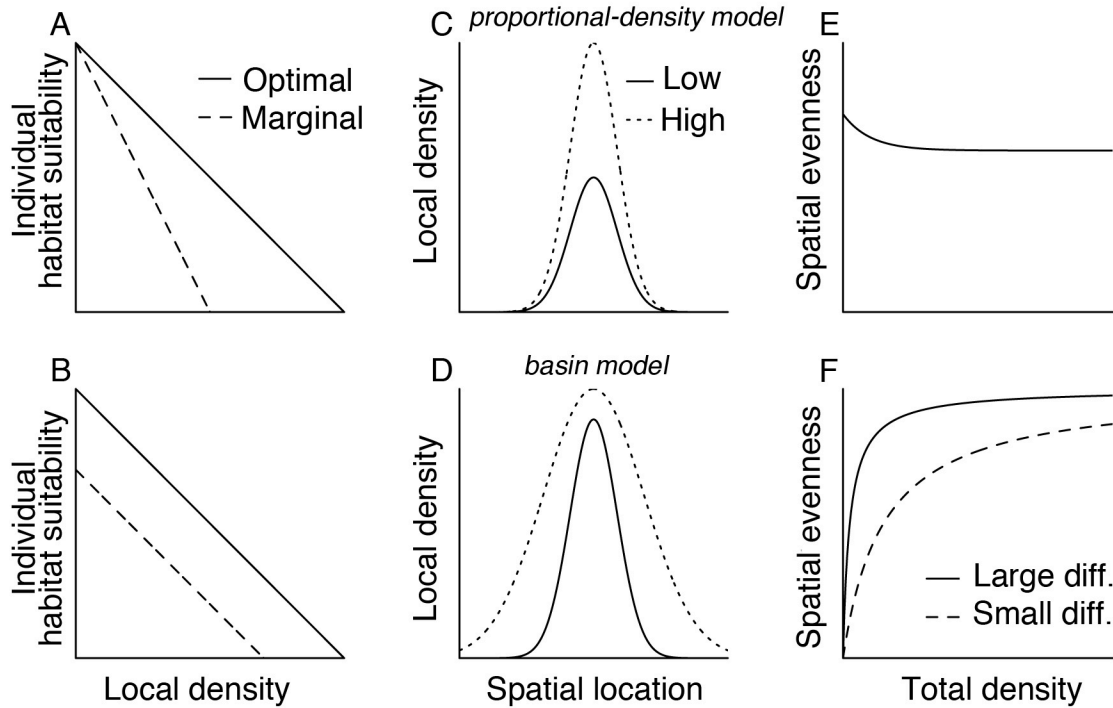 A
Individual
habitat suitability
Optimal
Marginal
C
proportional-density model
Local density
Low
High
E
Spatial evenness
B
Individual
habitat suitability
Local density
D
basin model
Local density
Spatial location
F
Spatial evenness
Large diff.
Small diff.
Total density